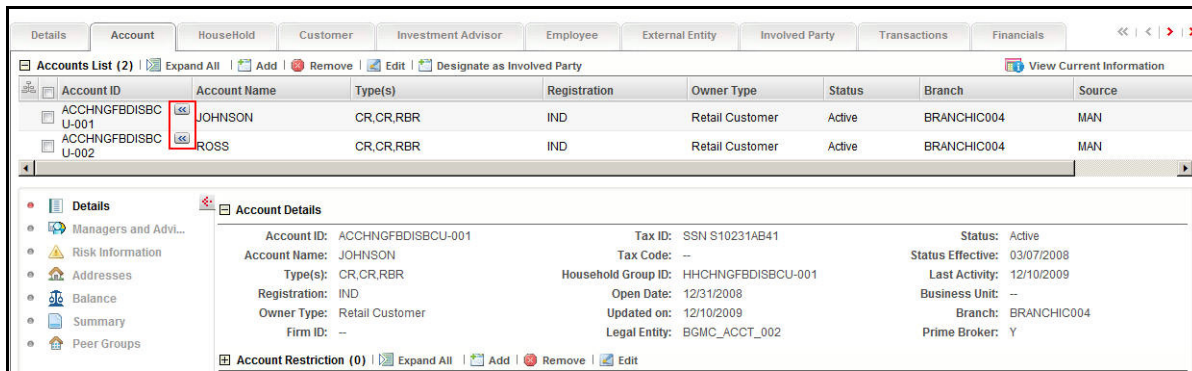 Details Account HouseHold Customer Investment Advisor Employee External Entity Involved Party Transactions Financials
Accounts List (2) | Expand All | Add | Remove | Edit | Designate as Involved Party View Current Information
Account ID Account Name Type(s) Registration Owner Type Status Branch Source
ACCHNGFBDISBC
U-001 JOHNSON CR,CR,RBR IND Retail Customer Active BRANCHIC004 MAN
ACCHNGFBDISBC
U-002 ROSS CR,CR,RBR IND Retail Customer Active BRANCHIC004 MAN
Details
Managers and Advi...
Risk Information
Addresses
Balance
Summary
Peer Groups
Account Details
Account ID: ACCHNGFBDISBCU-001 Tax ID: SSN S10231AB41 Status: Active
Account Name: JOHNSON Tax Code: -- Status Effective: 03/07/2008
Type(s): CR,CR,RBR Household Group ID: HHCHNGFBDISBCU-001 Last Activity: 12/10/2009
Registration: IND Open Date: 12/31/2008 Business Unit: --
Owner Type: Retail Customer Updated on: 12/10/2009 Branch: BRANCHIC004
Firm ID: -- Legal Entity: BGMC_ACCT_002 Prime Broker: Y
Account Restriction (0) | Expand All | Add | Remove | Edit